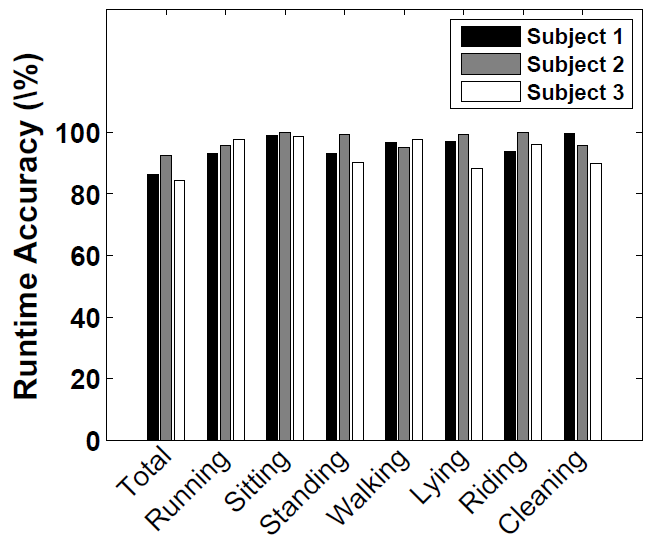 Subject 1
Subject 2
Subject 3
Runtime Accuracy (\%)
100
80
60
40
20
0
Total
Running
Sitting
Standing
Walking
Lying
Riding
Cleaning